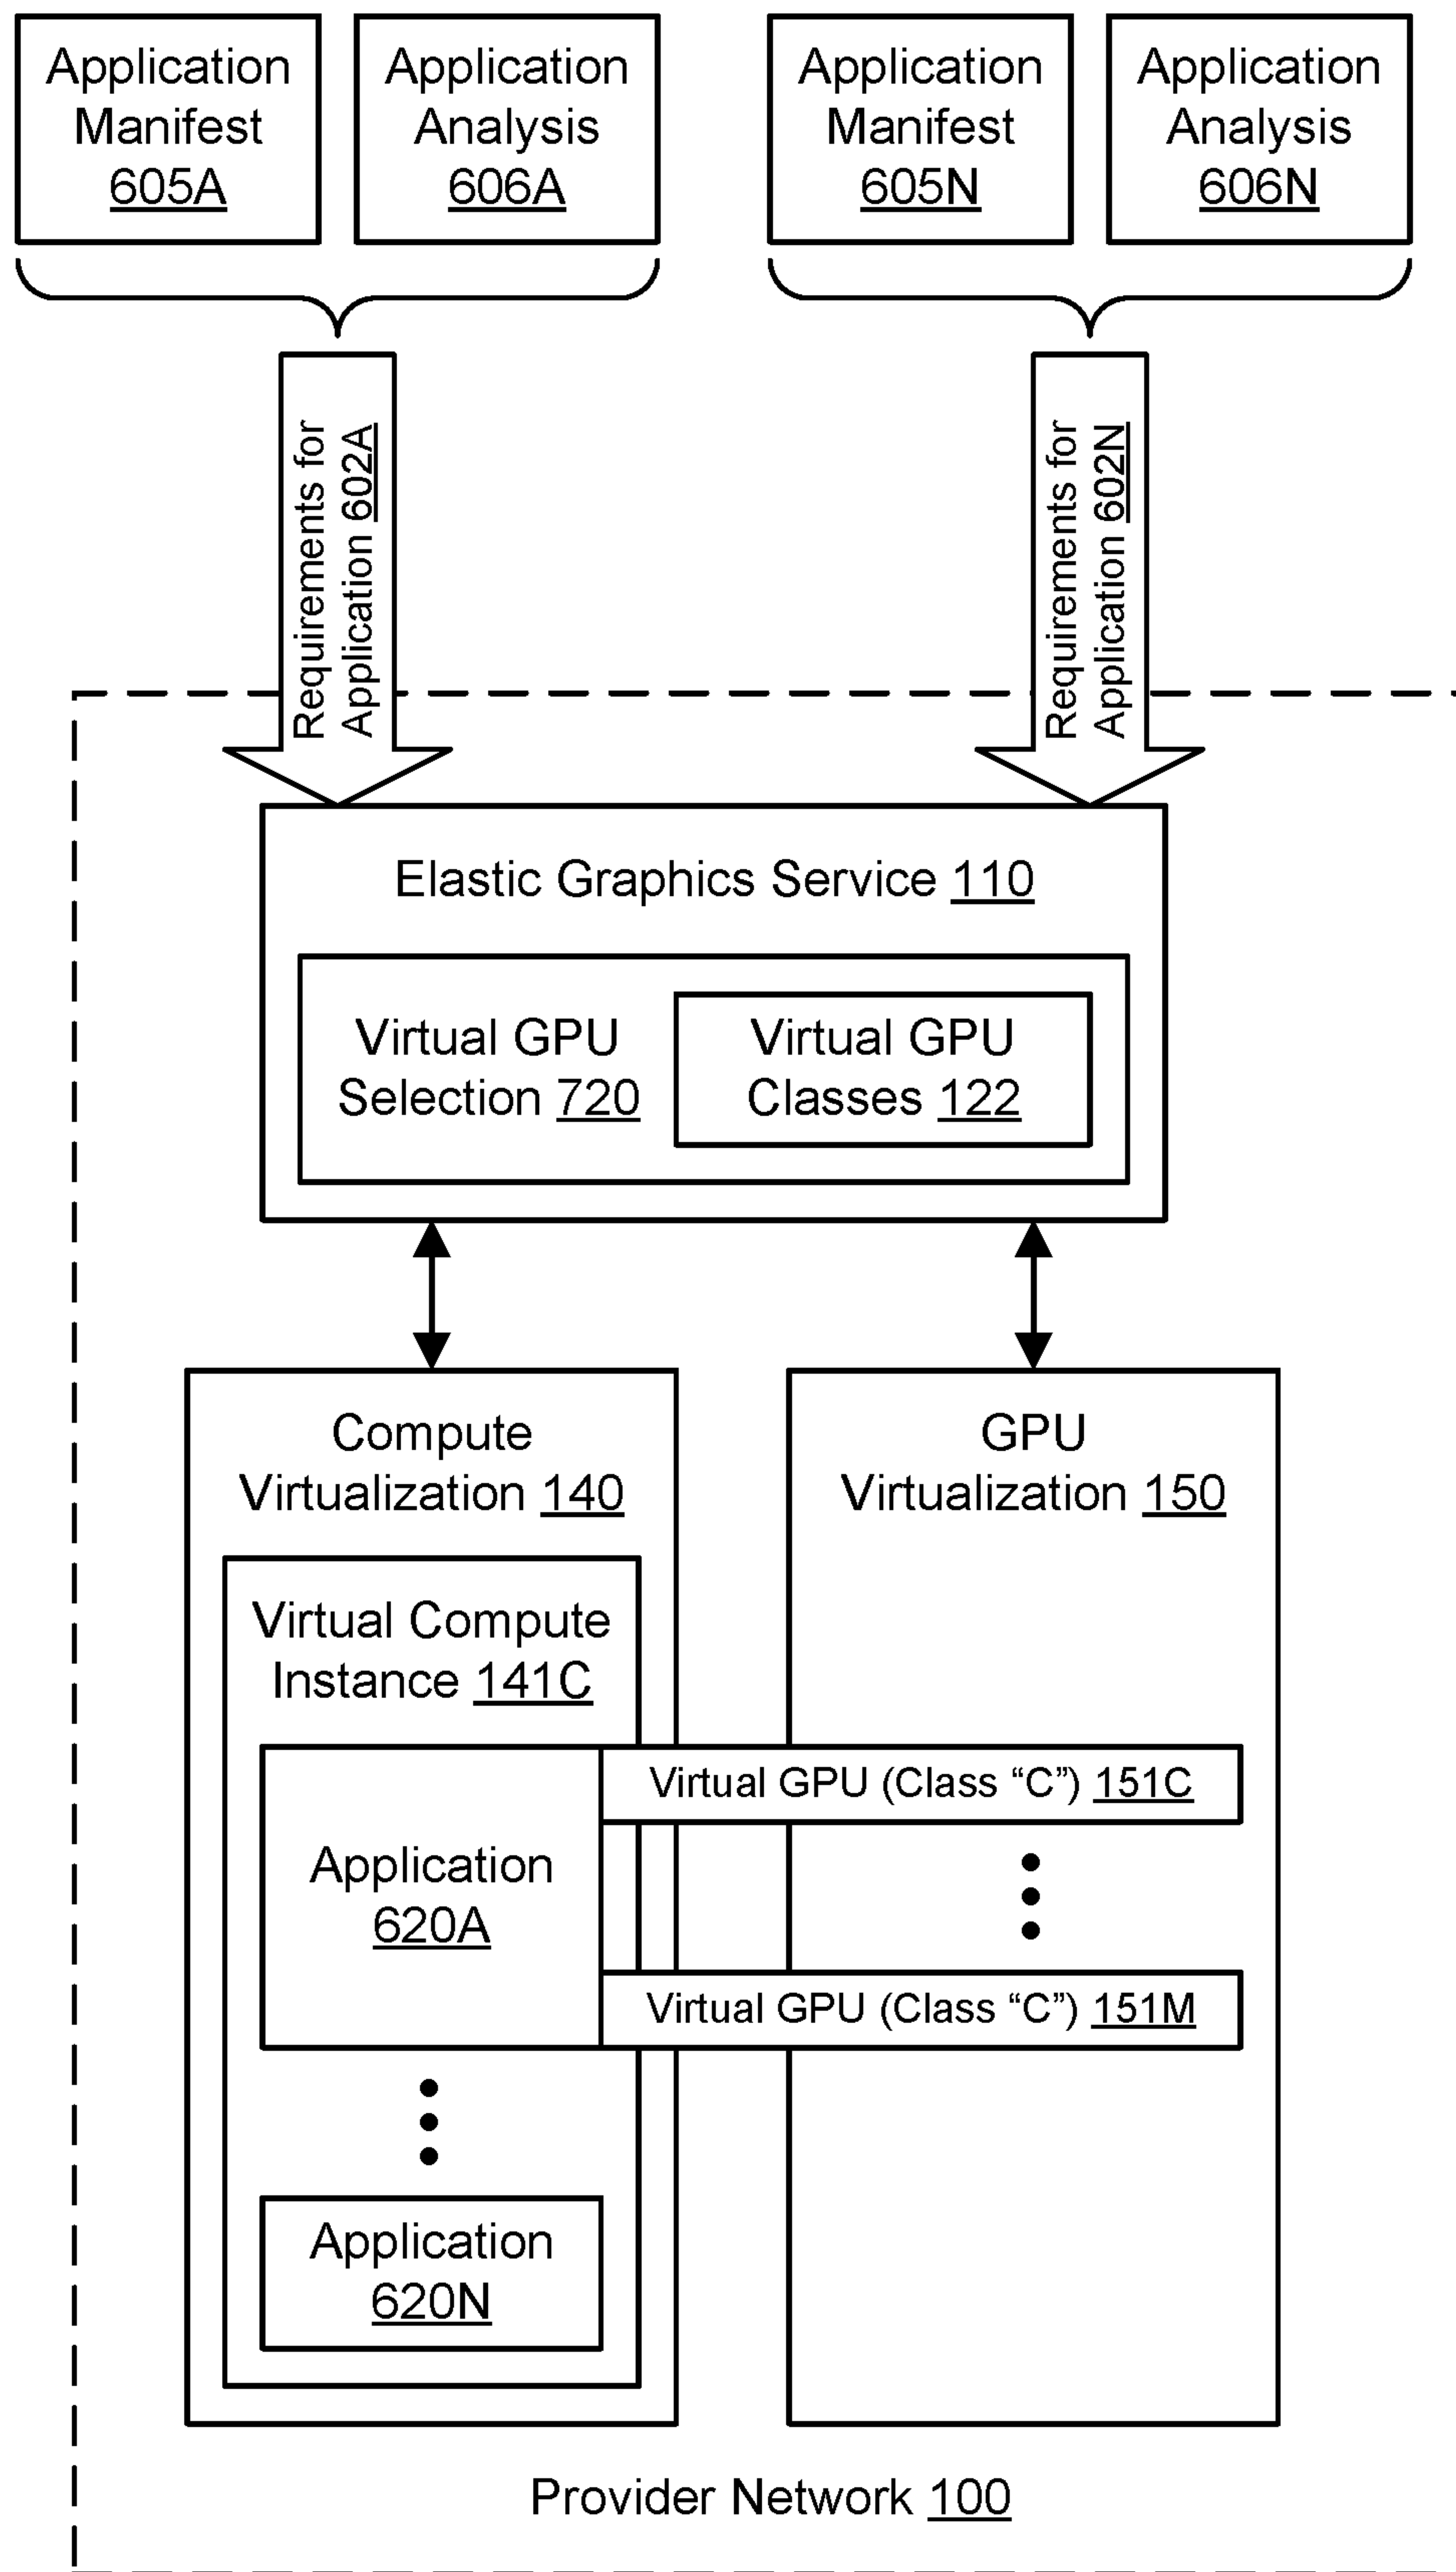 Application
Manifest
605A
Application
Analysis
606A
Application
Manifest
605N
Application
Analysis
606N
Requirements for
Application 602A
Requirements for
Application 602N
Elastic Graphics Service 110
Virtual GPU
Selection 720
Virtual GPU
Classes 122
Compute
Virtualization 140
GPU
Virtualization 150
Virtual Compute
Instance 141C
Virtual GPU (Class “C”) 151C
Application
620A
Virtual GPU (Class “C”) 151M
Application
620N
Provider Network 100